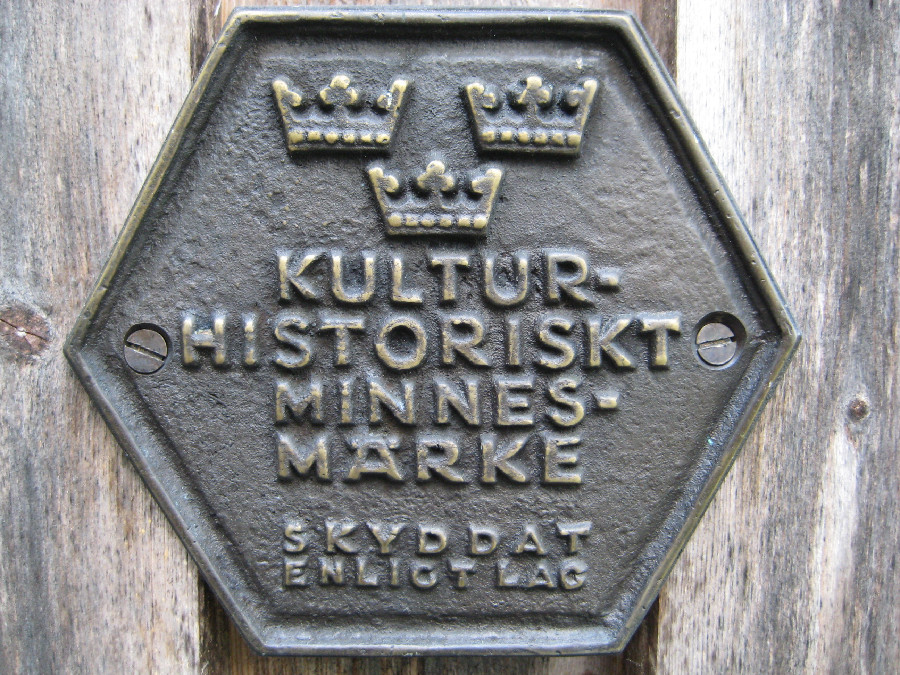 KULTUR-
HISTORISKT
MINNES-
MÄRKE
SKYDDAT
ENLIGT LAG